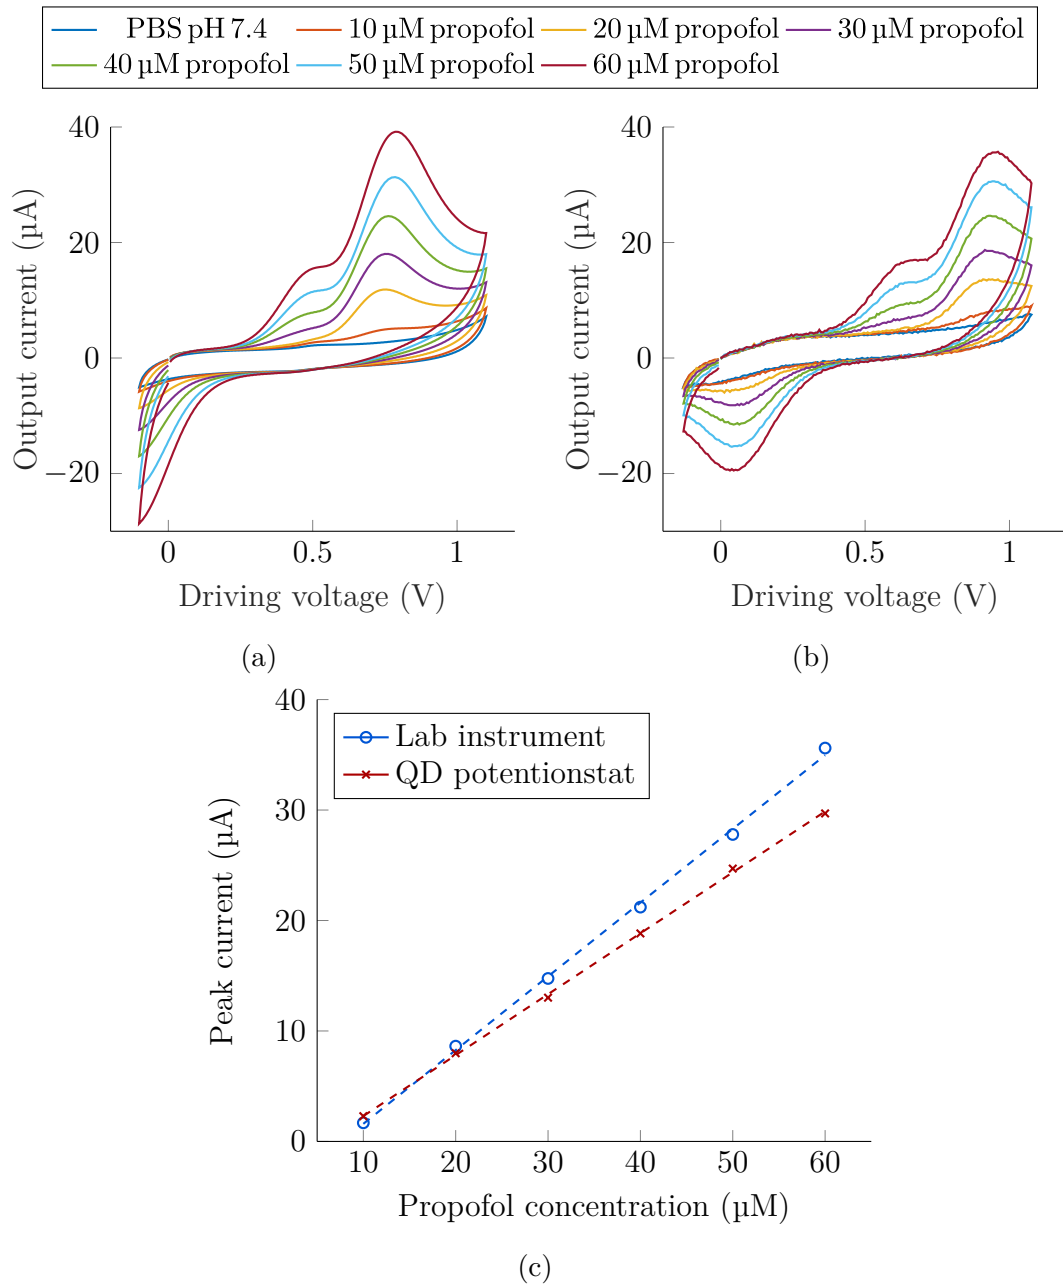 PBS pH 7.4 10 µM propofol 20 µM propofol 30 µM propofol
40 µM propofol 50 µM propofol 60 µM propofol
40
20
0
−20
0 0.5 1
Output current (µA)
Driving voltage (V)
(a)
40
20
0
−20
0 0.5 1
Output current (µA)
Driving voltage (V)
(b)
Lab instrument
QD potentionstat
40
30
20
10
0
10 20 30 40 50 60
Peak current (µA)
Propofol concentration (µM)
(c)